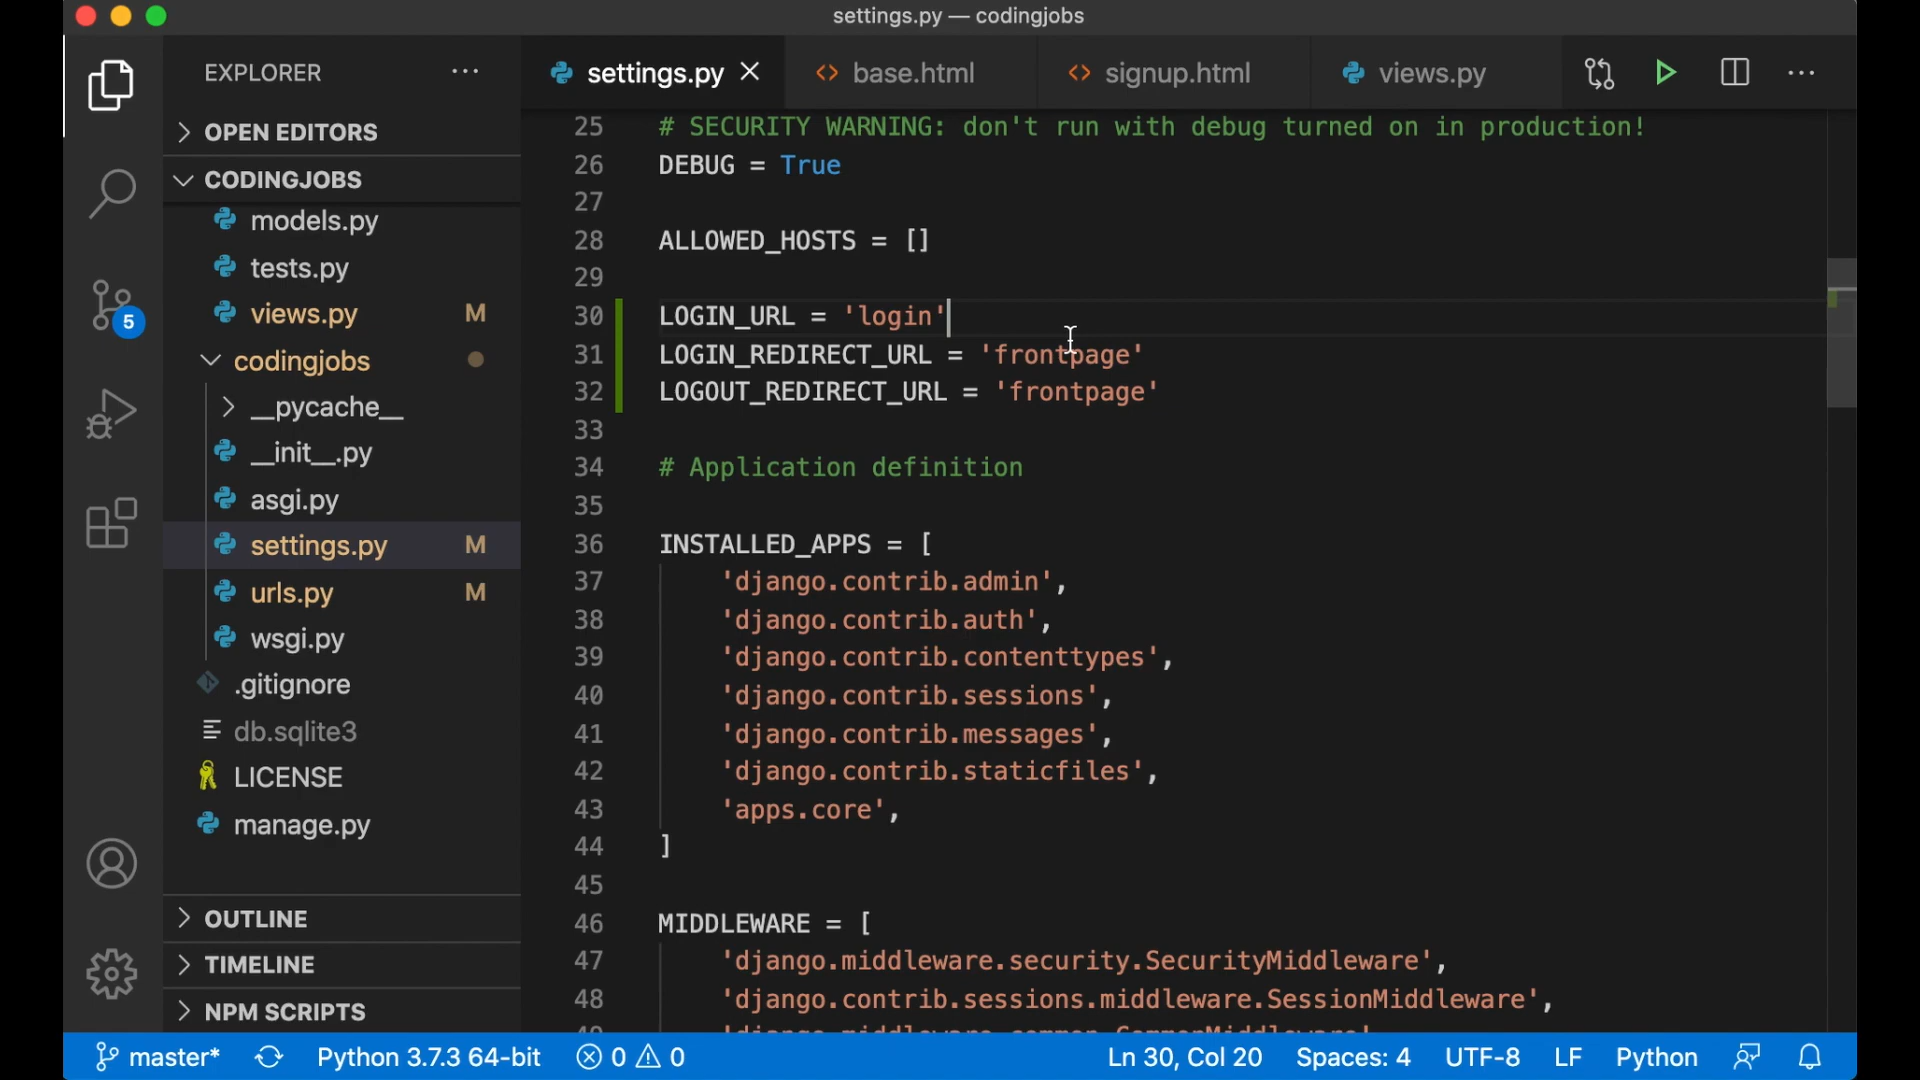 settings.py — codingjobs
EXPLORER
settings.py
base.html
signup.html
views.py
OPEN EDITORS
CODINGJOBS
models.py
tests.py
views.py M
codingjobs
__pycache__
__init__.py
asgi.py
settings.py M
urls.py M
wsgi.py
.gitignore
db.sqlite3
LICENSE
manage.py
OUTLINE
TIMELINE
NPM SCRIPTS
5
25 # SECURITY WARNING: don't run with debug turned on in production!
26 DEBUG = True
27
28 ALLOWED_HOSTS = []
29
30 LOGIN_URL = 'login'
31 LOGIN_REDIRECT_URL = 'frontpage'
32 LOGOUT_REDIRECT_URL = 'frontpage'
33
34 # Application definition
35
36 INSTALLED_APPS = [
37 'django.contrib.admin',
38 'django.contrib.auth',
39 'django.contrib.contenttypes',
40 'django.contrib.sessions',
41 'django.contrib.messages',
42 'django.contrib.staticfiles',
43 'apps.core',
44 ]
45
46 MIDDLEWARE = [
47 'django.middleware.security.SecurityMiddleware',
48 'django.contrib.sessions.middleware.SessionMiddleware',
49 'django.middleware.common.CommonMiddleware'
master* Python 3.7.3 64-bit 0 0 Ln 30, Col 20 Spaces: 4 UTF-8 LF Python